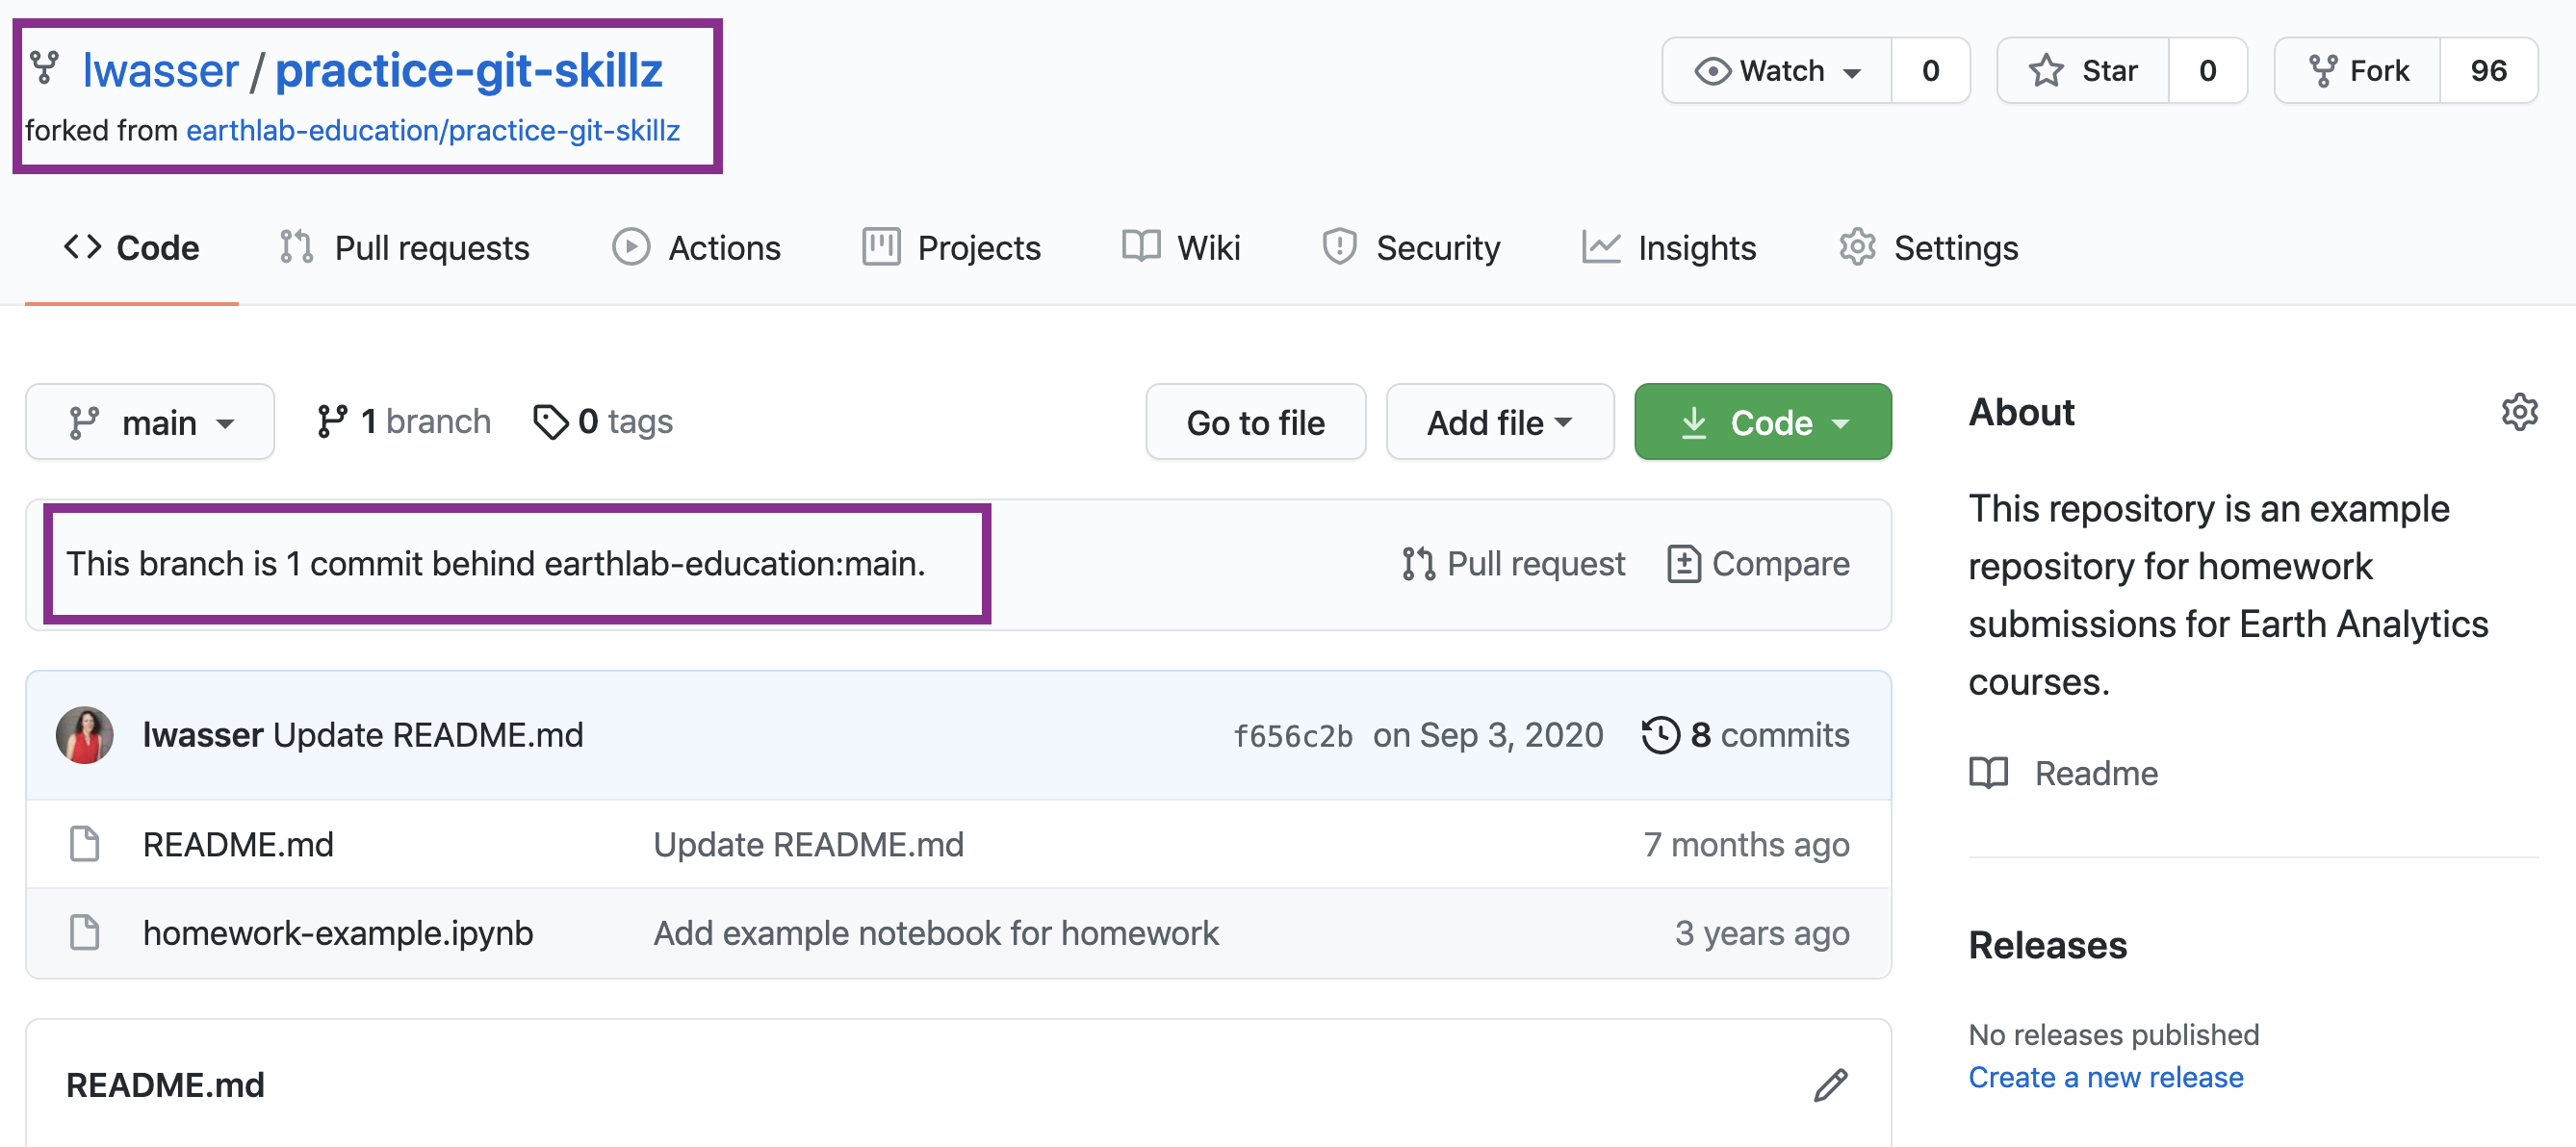 lwasser / practice-git-skillz
forked from earthlab-education/practice-git-skillz
Watch 0 Star 0 Fork 96
Code Pull requests Actions Projects Wiki Security Insights Settings
main 1 branch 0 tags Go to file Add file Code
This branch is 1 commit behind earthlab-education:main. Pull request Compare
lwasser Update README.md f656c2b on Sep 3, 2020 8 commits
README.md Update README.md 7 months ago
homework-example.ipynb Add example notebook for homework 3 years ago
README.md
About
This repository is an example
repository for homework
submissions for Earth Analytics
courses.
Readme
Releases
No releases published
Create a new release